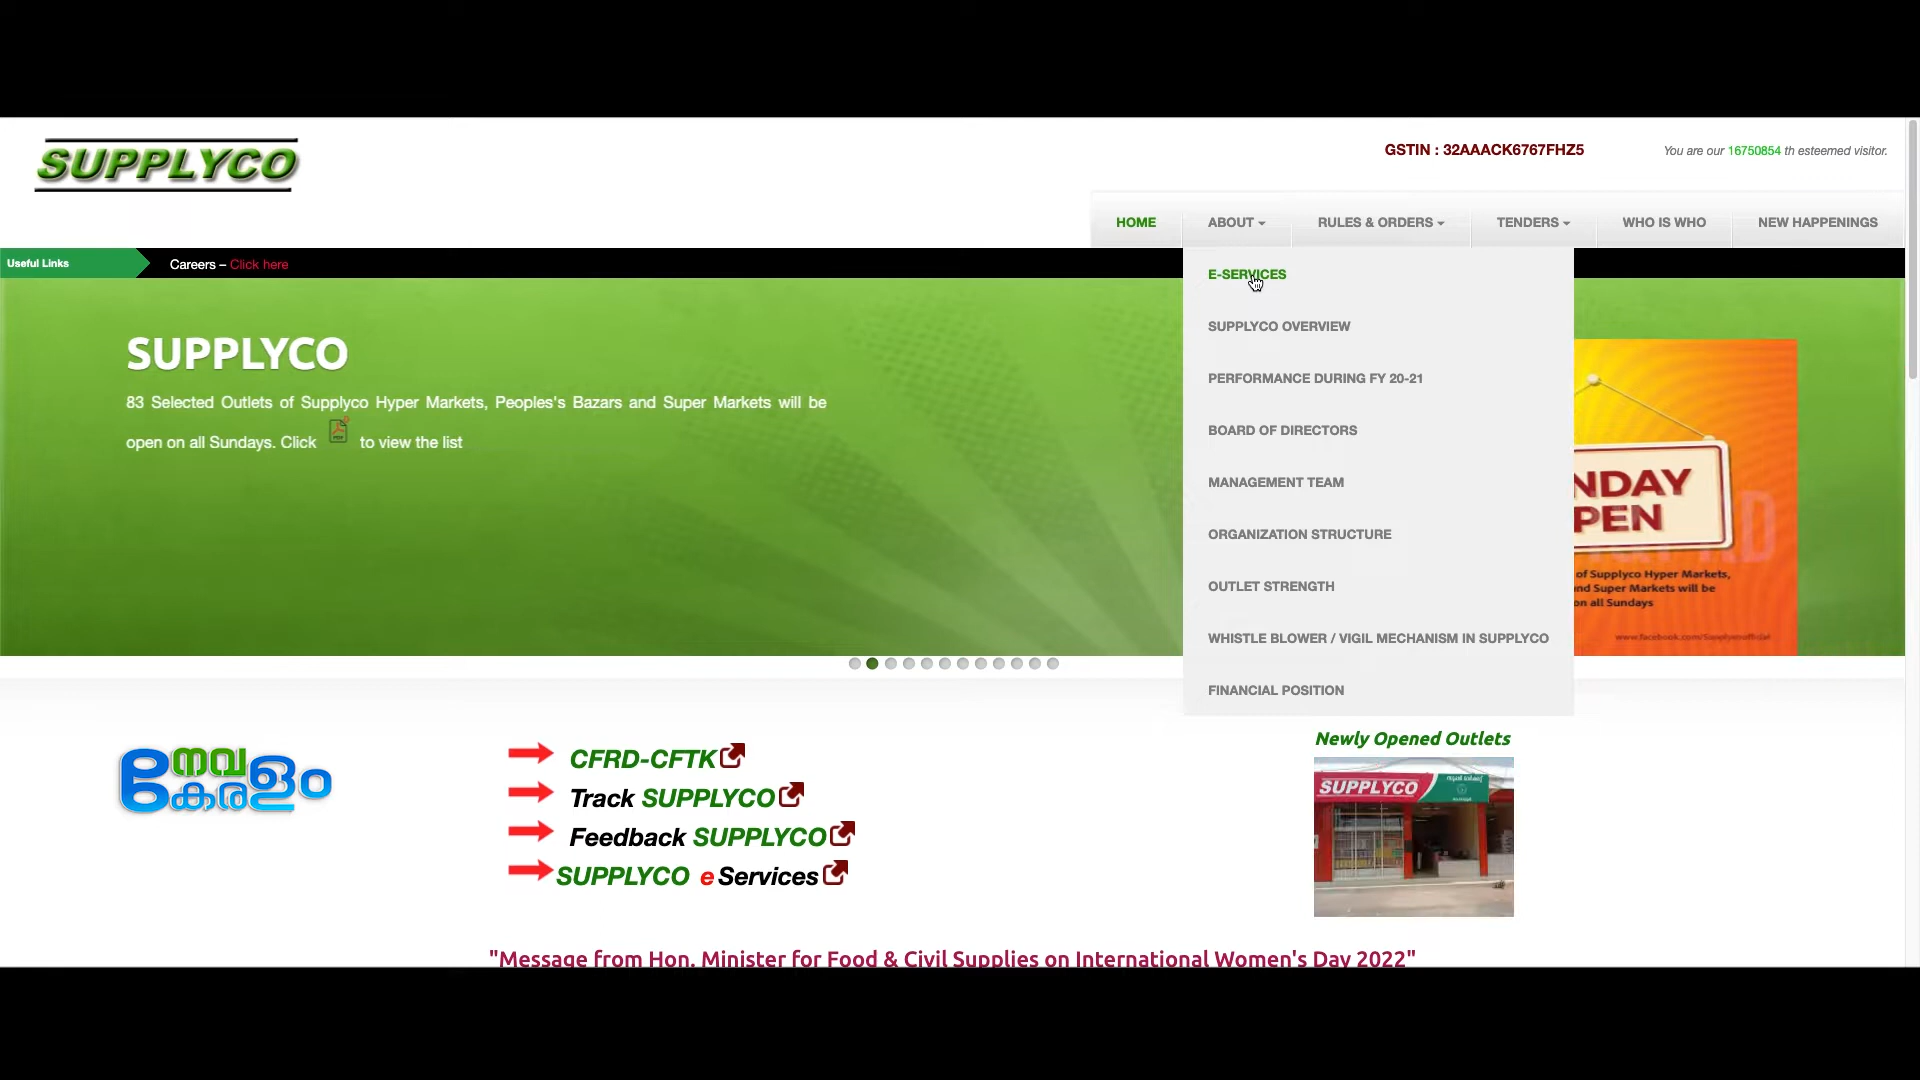 SUPPLYCO
GSTIN : 32AAACK6767FHZ5
You are our 16750854 th esteemed visitor.
HOME
ABOUT
RULES & ORDERS
TENDERS
WHO IS WHO
NEW HAPPENINGS
Useful Links
Careers – Click here
E-SERVICES
SUPPLYCO OVERVIEW
PERFORMANCE DURING FY 20-21
BOARD OF DIRECTORS
MANAGEMENT TEAM
ORGANIZATION STRUCTURE
OUTLET STRENGTH
WHISTLE BLOWER / VIGIL MECHANISM IN SUPPLYCO
FINANCIAL POSITION
SUPPLYCO
83 Selected Outlets of Supplyco Hyper Markets, Peoples's Bazars and Super Markets will be
open on all Sundays. Click PDF to view the list
NDAY
PEN
of Supplyco Hyper Markets,
nd Super Markets will be
on all Sundays
നവ
കേരളം
CFRD-CFTK
Track SUPPLYCO
Feedback SUPPLYCO
SUPPLYCO eServices
Newly Opened Outlets
SUPPLYCO
"Message from Hon. Minister for Food & Civil Supplies on International Women's Day 2022"